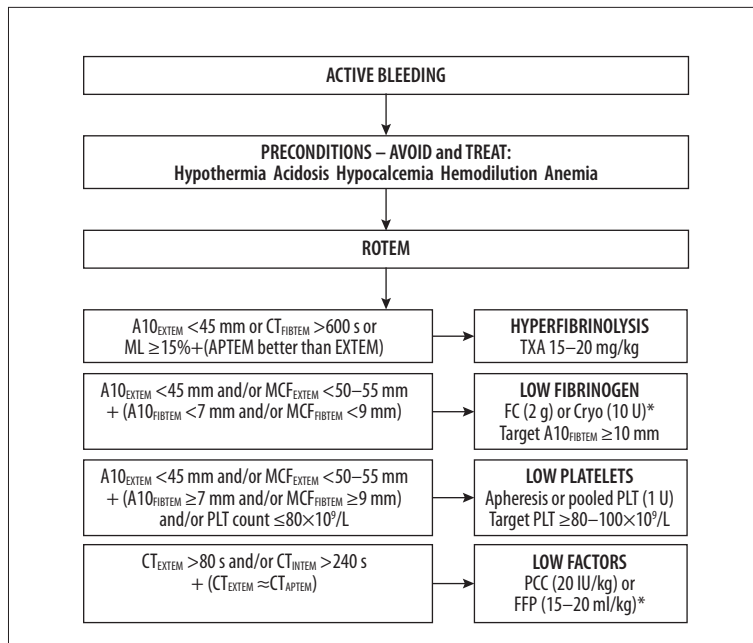 ACTIVE BLEEDING
PRECONDITIONS – AVOID and TREAT:
Hypothermia Acidosis Hypocalcemia Hemodilution Anemia
ROTEM
A10EXTEM <45 mm or CTFIBTEM >600 s or
ML ≥15%+(APTEM better than EXTEM)
HYPERFIBRINOLYSIS
TXA 15–20 mg/kg
A10EXTEM <45 mm and/or MCFEXTEM <50–55 mm
+ (A10FIBTEM <7 mm and/or MCFFIBTEM <9 mm)
LOW FIBRINOGEN
FC (2 g) or Cryo (10 U)*
Target A10FIBTEM ≥10 mm
A10EXTEM <45 mm and/or MCFEXTEM <50–55 mm
+ (A10FIBTEM ≥7 mm and/or MCFFIBTEM ≥9 mm)
and/or PLT count ≤80×10⁹/L
LOW PLATELETS
Apheresis or pooled PLT (1 U)
Target PLT ≥80–100×10⁹/L
CTEXTEM >80 s and/or CTINTEM >240 s
+ (CTEXTEM ≈CTAPTEM)
LOW FACTORS
PCC (20 IU/kg) or
FFP (15–20 ml/kg)*